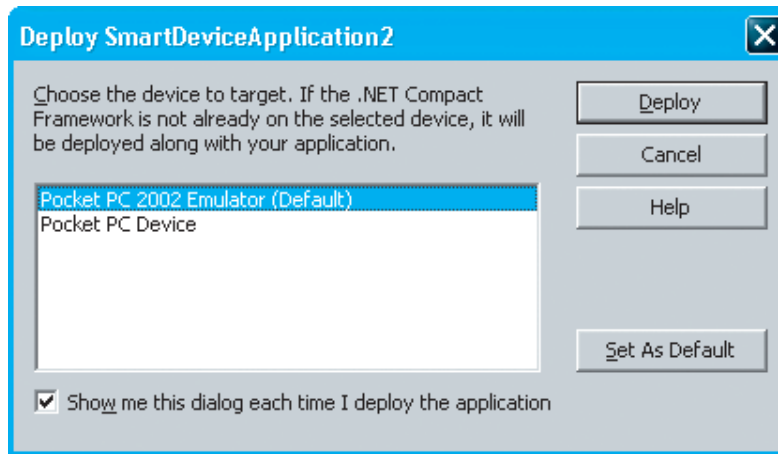 Deploy SmartDeviceApplication2
Choose the device to target. If the .NET Compact
Framework is not already on the selected device, it will
be deployed along with your application.
Pocket PC 2002 Emulator (Default)
Pocket PC Device
Deploy
Cancel
Help
Set As Default
Show me this dialog each time I deploy the application